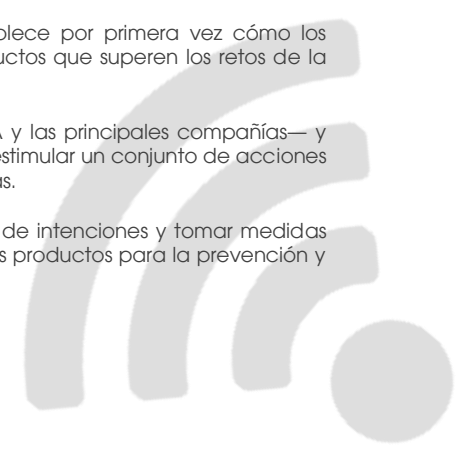 olece por primera vez cómo los
uctos que superen los retos de la
A y las principales compañías— y
estimular un conjunto de acciones
as.
de intenciones y tomar medidas
s productos para la prevención y